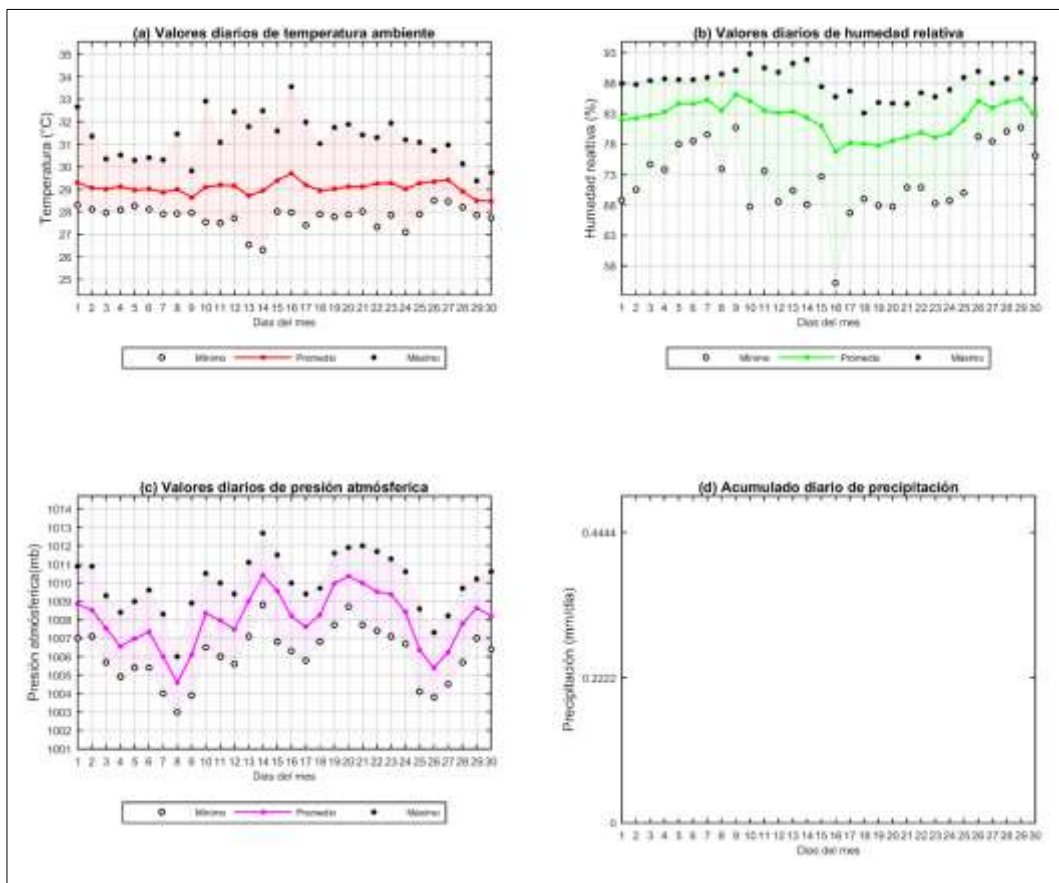 (a) Valores diarios de temperatura ambiente
35
34
33
32
31
30
29
28
27
26
25
Temperatura (°C)
1 2 3 4 5 6 7 8 9 10 11 12 13 14 15 16 17 18 19 20 21 22 23 24 25 26 27 28 29 30
Dias del mes
Mínimo Promedio Máximo
(b) Valores diarios de humedad relativa
93
88
83
78
73
68
63
58
Humedad realtiva (%)
1 2 3 4 5 6 7 8 9 10 11 12 13 14 15 16 17 18 19 20 21 22 23 24 25 26 27 28 29 30
Dias del mes
Mínimo Promedio Máximo
(c) Valores diarios de presión atmósferica
1014
1013
1012
1011
1010
1009
1008
1007
1006
1005
1004
1003
1002
1001
Presión atmósferica(mb)
1 2 3 4 5 6 7 8 9 10 11 12 13 14 15 16 17 18 19 20 21 22 23 24 25 26 27 28 29 30
Dias del mes
Mínimo Promedio Máximo
(d) Acumulado diario de precipitación
0.4444
0.2222
0
Precipitación (mm/día)
1 2 3 4 5 6 7 8 9 10 11 12 13 14 15 16 17 18 19 20 21 22 23 24 25 26 27 28 29 30
Dias del mes